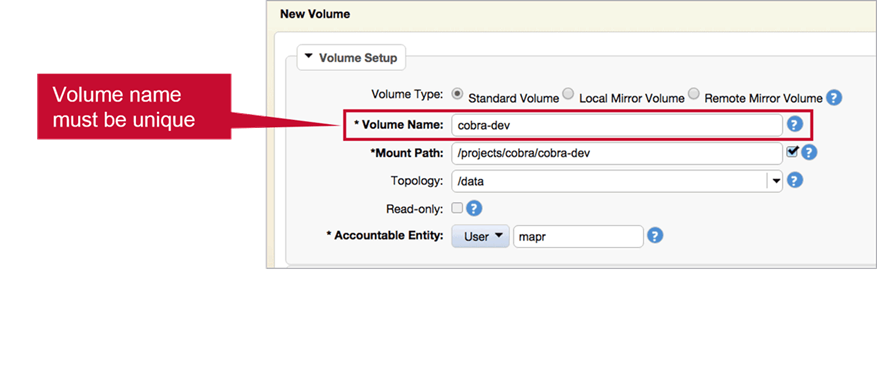 New Volume
Volume Setup
Volume name
must be unique
Volume Type: Standard Volume Local Mirror Volume Remote Mirror Volume ?
* Volume Name: cobra-dev ?
*Mount Path: /projects/cobra/cobra-dev ?
Topology: /data ?
Read-only: ?
* Accountable Entity: User mapr ?